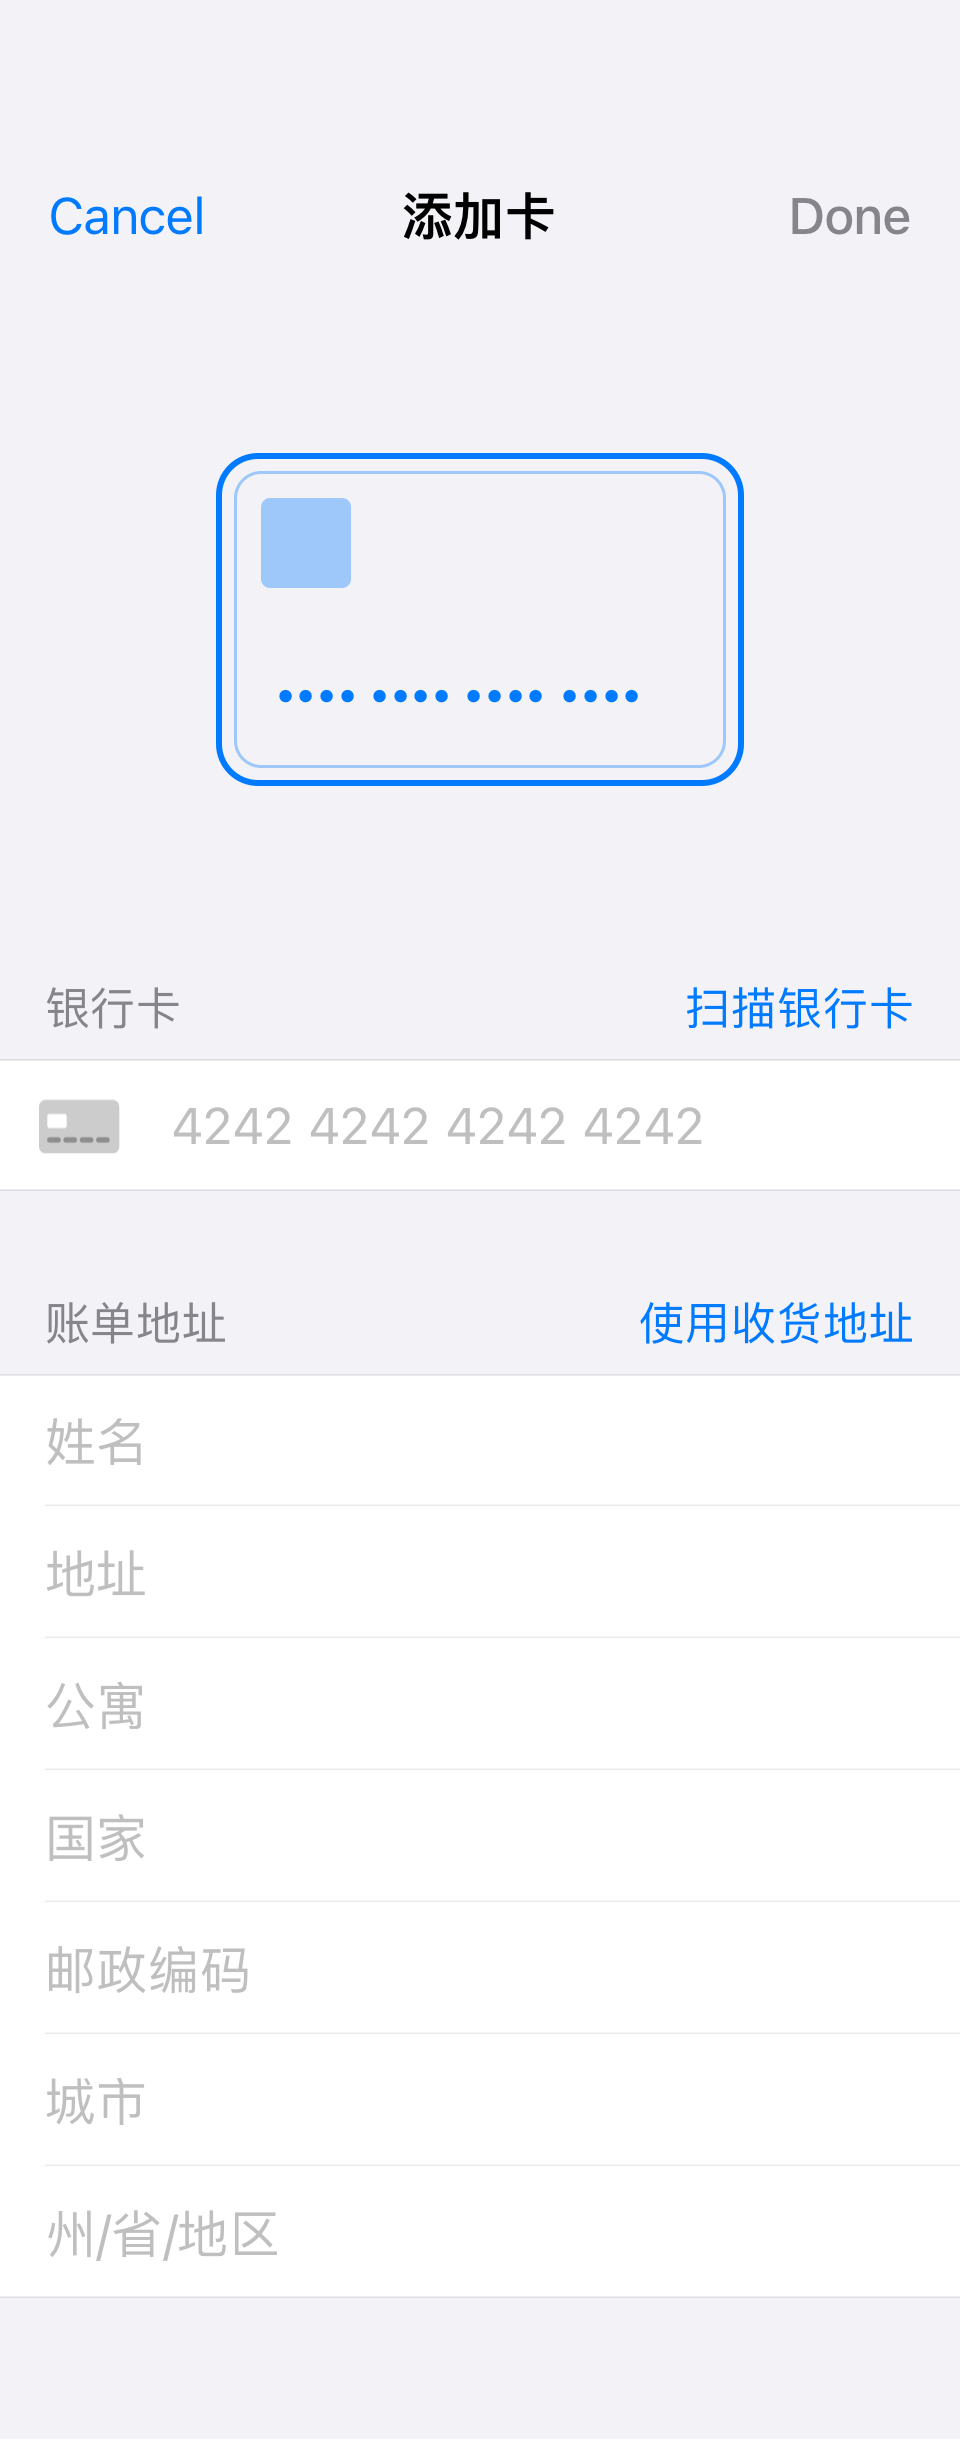 Cancel 添加卡 Done
银行卡 扫描银行卡
4242 4242 4242 4242
账单地址 使用收货地址
姓名
地址
公寓
国家
邮政编码
城市
州/省/地区